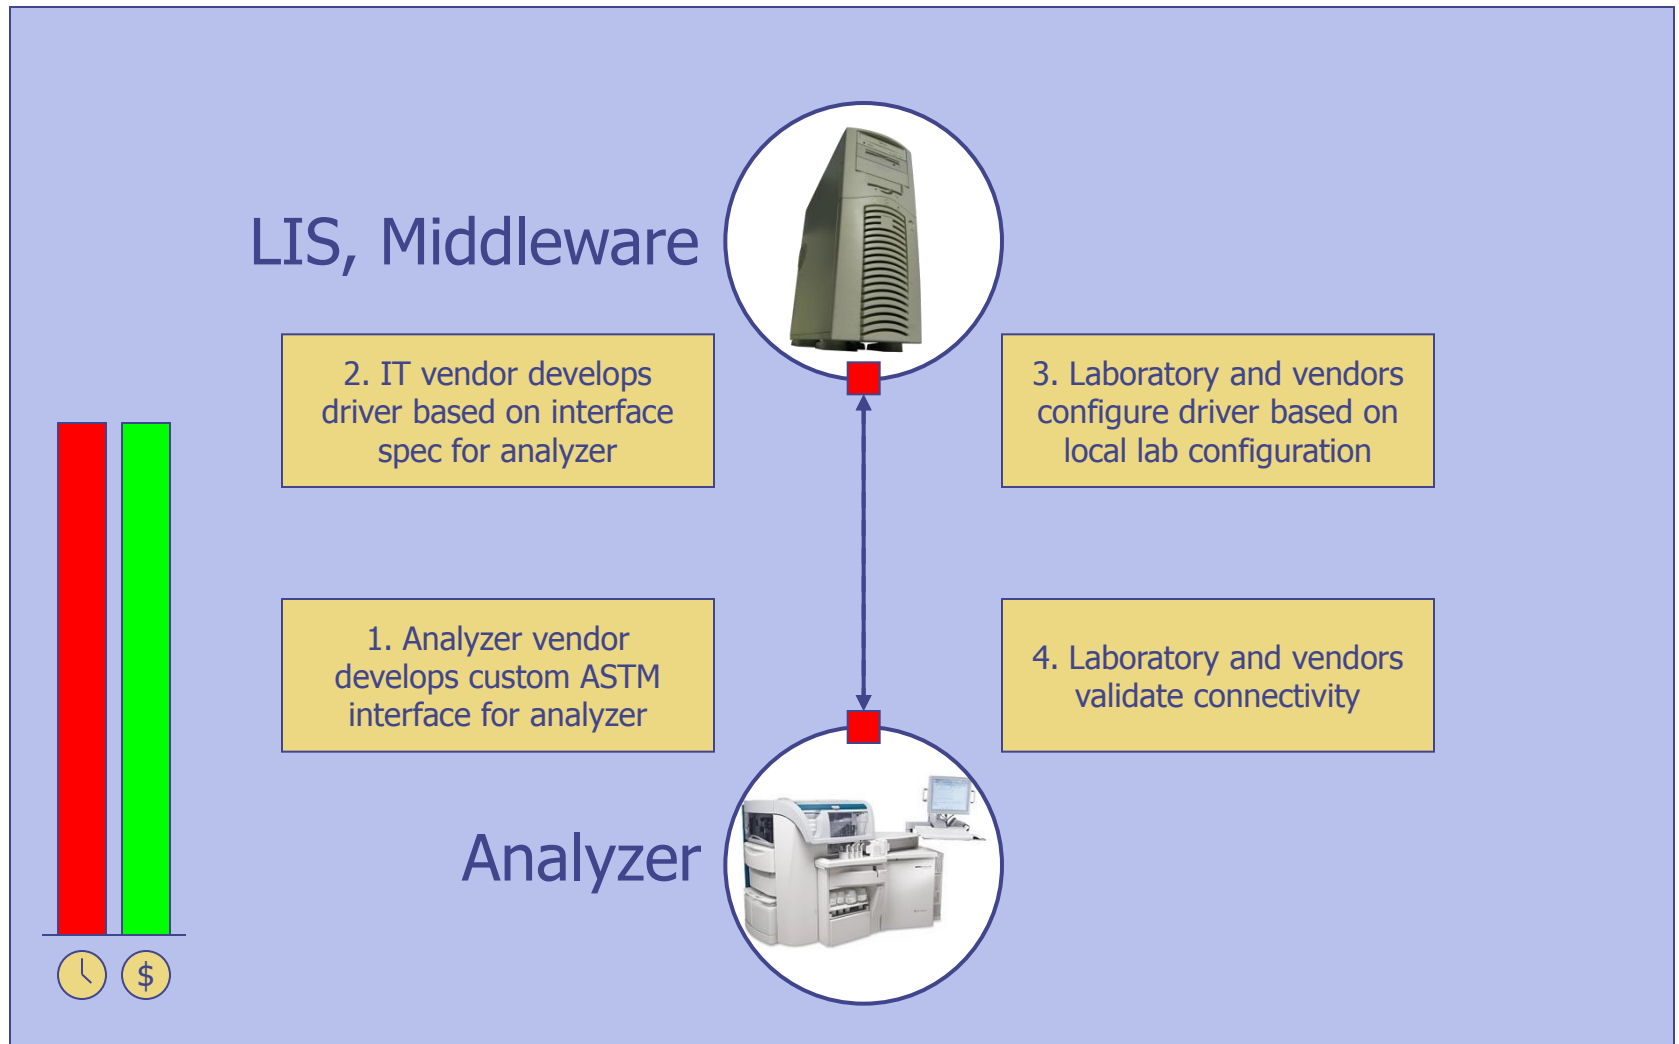 LIS, Middleware
2. IT vendor develops
driver based on interface
spec for analyzer
3. Laboratory and vendors
configure driver based on
local lab configuration
1. Analyzer vendor
develops custom ASTM
interface for analyzer
4. Laboratory and vendors
validate connectivity
Analyzer
$